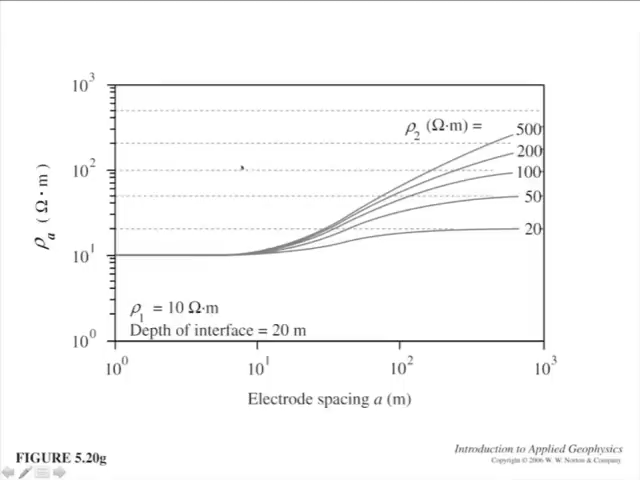 10³
ρ₂ (Ω·m) =
500
200
10²
100
50
20
ρₐ (Ω·m)
10¹
ρ₁ = 10 Ω·m
Depth of interface = 20 m
10⁰
10⁰ 10¹ 10² 10³
Electrode spacing a (m)
FIGURE 5.20g
Introduction to Applied Geophysics
Copyright © 2006 W. W. Norton & Company